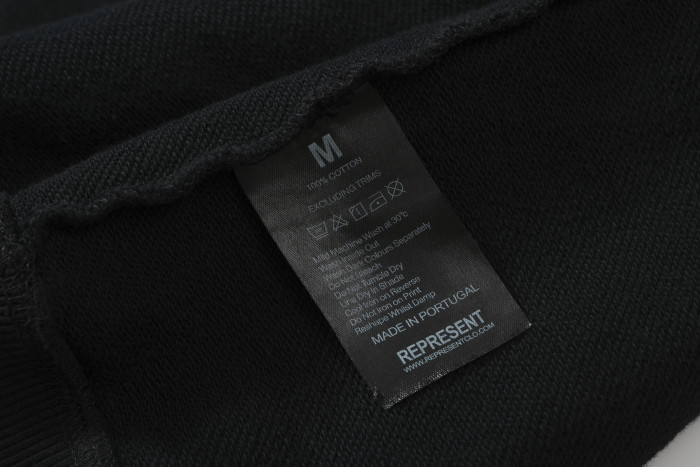 M
100% COTTON
EXCLUDING TRIMS
Mild Machine Wash at 30°c
Wash Inside Out
Wash Dark Colours Separately
Do Not Bleach
Do Not Tumble Dry
Line Dry in Shade
Cool Iron on Reverse
Do Not Iron on Print
Reshape Whilst Damp
MADE IN PORTUGAL
REPRESENT
WWW.REPRESENTCLO.COM